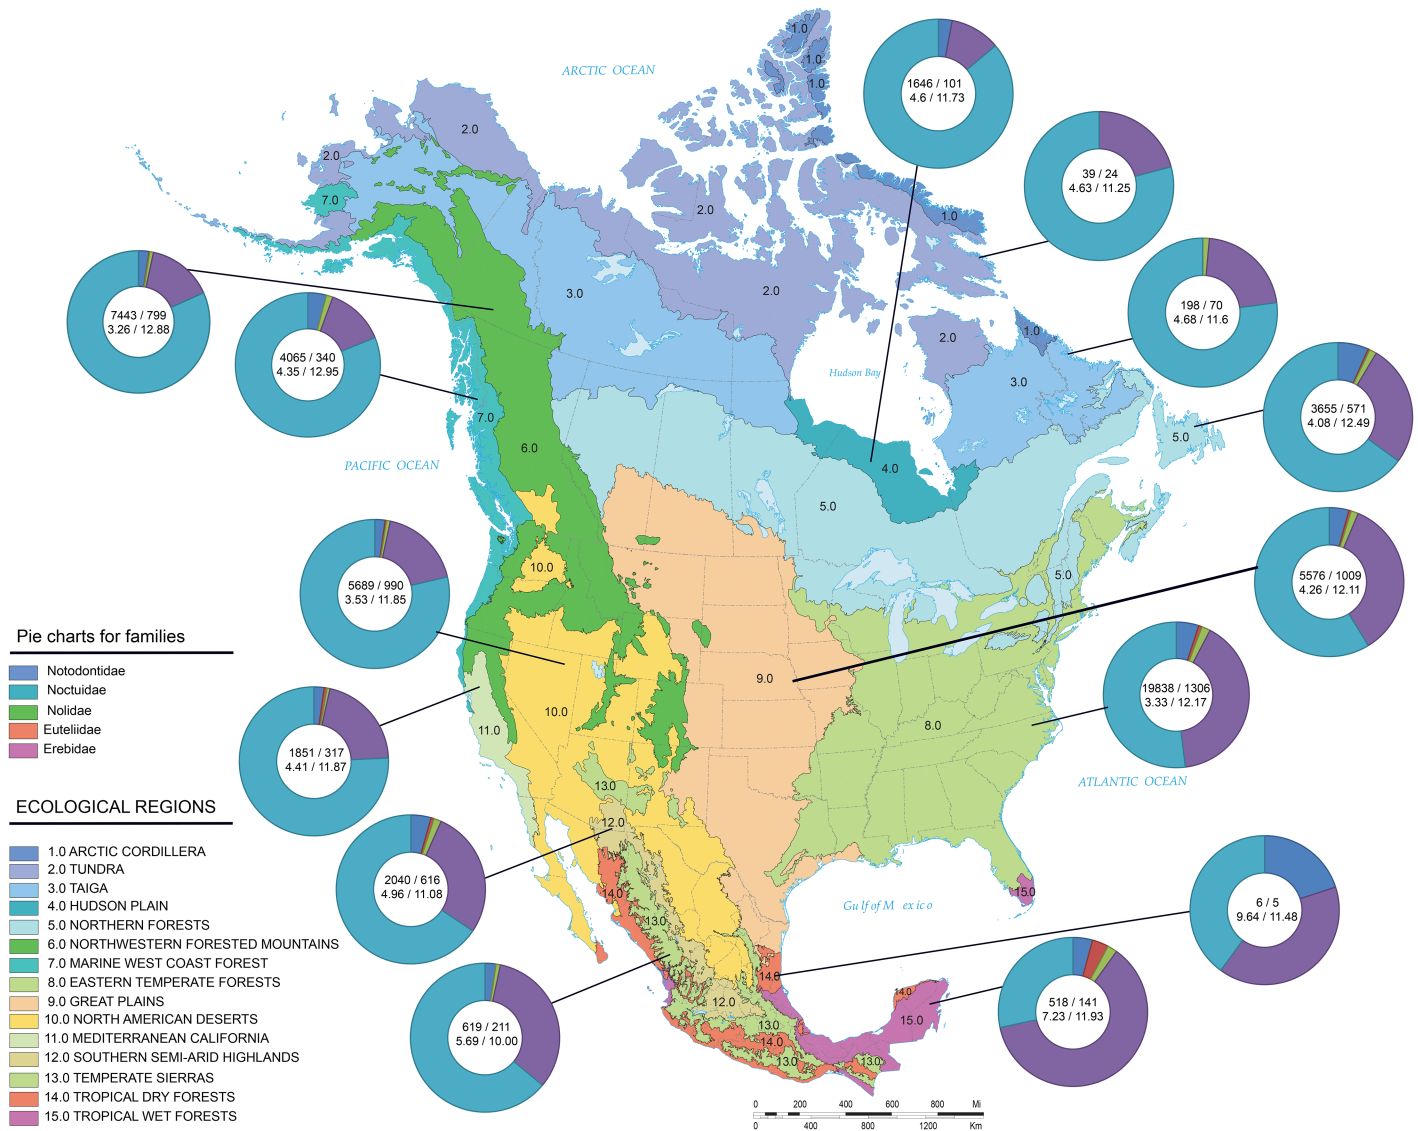 ARCTIC OCEAN
1.0
1.0
1.0
2.0
2.0
7.0
2.0
1.0
2.0
3.0
2.0
1.0
3.0
Hudson Bay
7.0
6.0
PACIFIC OCEAN
4.0
5.0
5.0
10.0
10.0
5.0
9.0
10.0
11.0
8.0
13.0
12.0
ATLANTIC OCEAN
14.0
13.0
15.0
Gulf of M ex ic o
14.0
14.0
12.0
13.0
15.0
14.0
13.0
13.0
1646 / 101
4.6 / 11.73
39 / 24
4.63 / 11.25
198 / 70
4.68 / 11.6
7443 / 799
3.26 / 12.88
4065 / 340
4.35 / 12.95
3655 / 571
4.08 / 12.49
5689 / 990
3.53 / 11.85
5576 / 1009
4.26 / 12.11
19838 / 1306
3.33 / 12.17
1851 / 317
4.41 / 11.87
2040 / 616
4.96 / 11.08
6 / 5
9.64 / 11.48
619 / 211
5.69 / 10.00
518 / 141
7.23 / 11.93
Pie charts for families
Notodontidae
Noctuidae
Nolidae
Euteliidae
Erebidae
ECOLOGICAL REGIONS
1.0 ARCTIC CORDILLERA
2.0 TUNDRA
3.0 TAIGA
4.0 HUDSON PLAIN
5.0 NORTHERN FORESTS
6.0 NORTHWESTERN FORESTED MOUNTAINS
7.0 MARINE WEST COAST FOREST
8.0 EASTERN TEMPERATE FORESTS
9.0 GREAT PLAINS
10.0 NORTH AMERICAN DESERTS
11.0 MEDITERRANEAN CALIFORNIA
12.0 SOUTHERN SEMI-ARID HIGHLANDS
13.0 TEMPERATE SIERRAS
14.0 TROPICAL DRY FORESTS
15.0 TROPICAL WET FORESTS
0 200 400 600 800 Mi
0 400 800 1200 Km